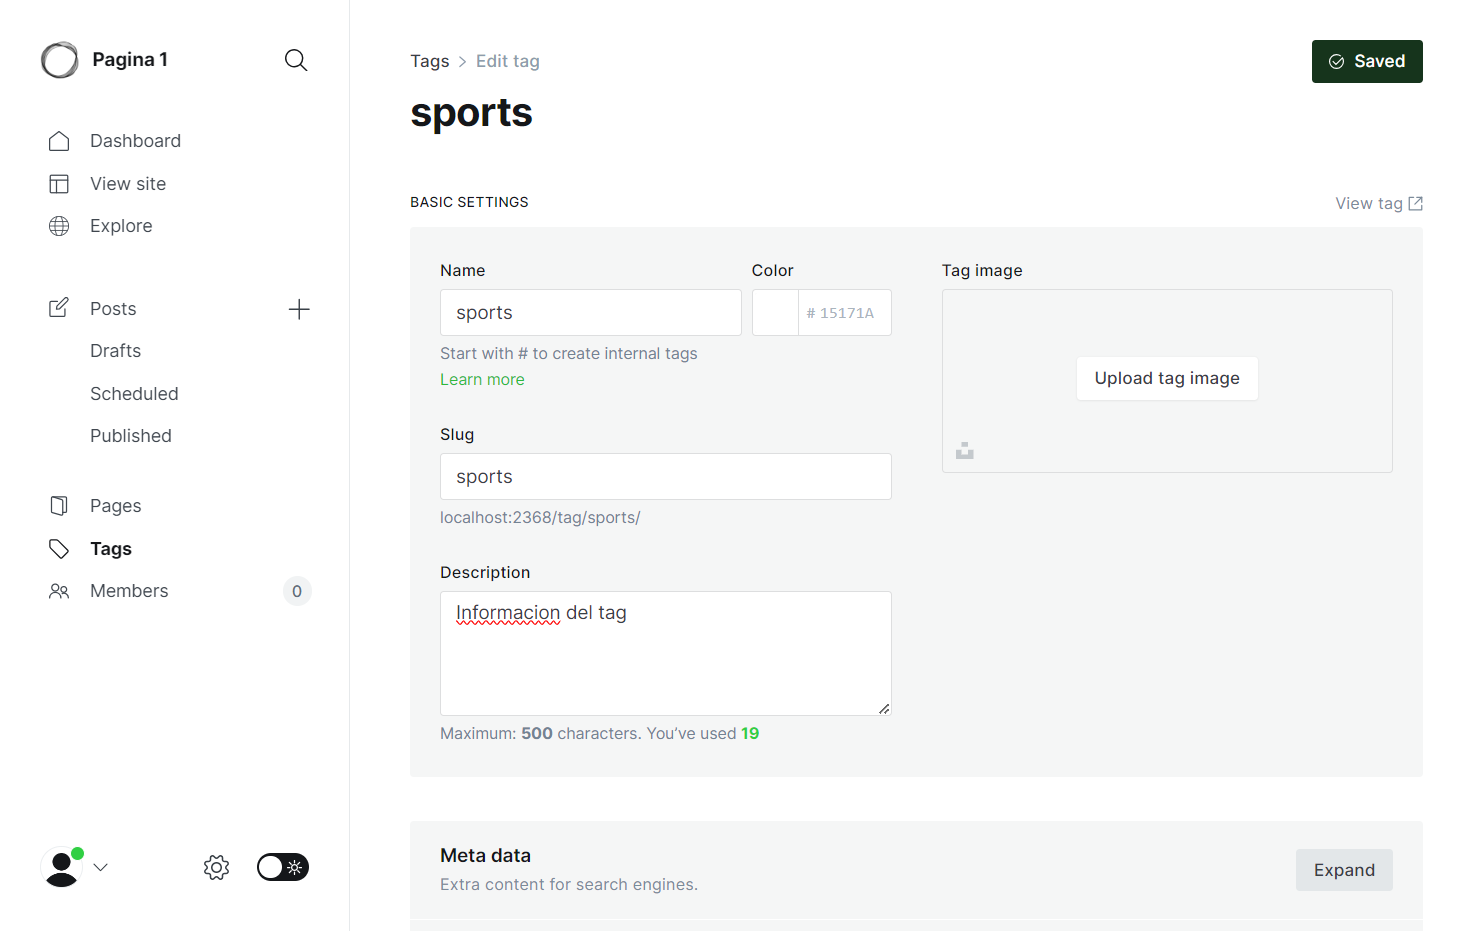 Pagina 1
Dashboard
View site
Explore
Posts
Drafts
Scheduled
Published
Pages
Tags
Members
0
Tags > Edit tag
Saved
sports
BASIC SETTINGS
View tag
Name
sports
Start with # to create internal tags
Learn more
Color
# 15171A
Slug
sports
localhost:2368/tag/sports/
Description
Informacion del tag
Maximum: 500 characters. You’ve used 19
Tag image
Upload tag image
Meta data
Extra content for search engines.
Expand